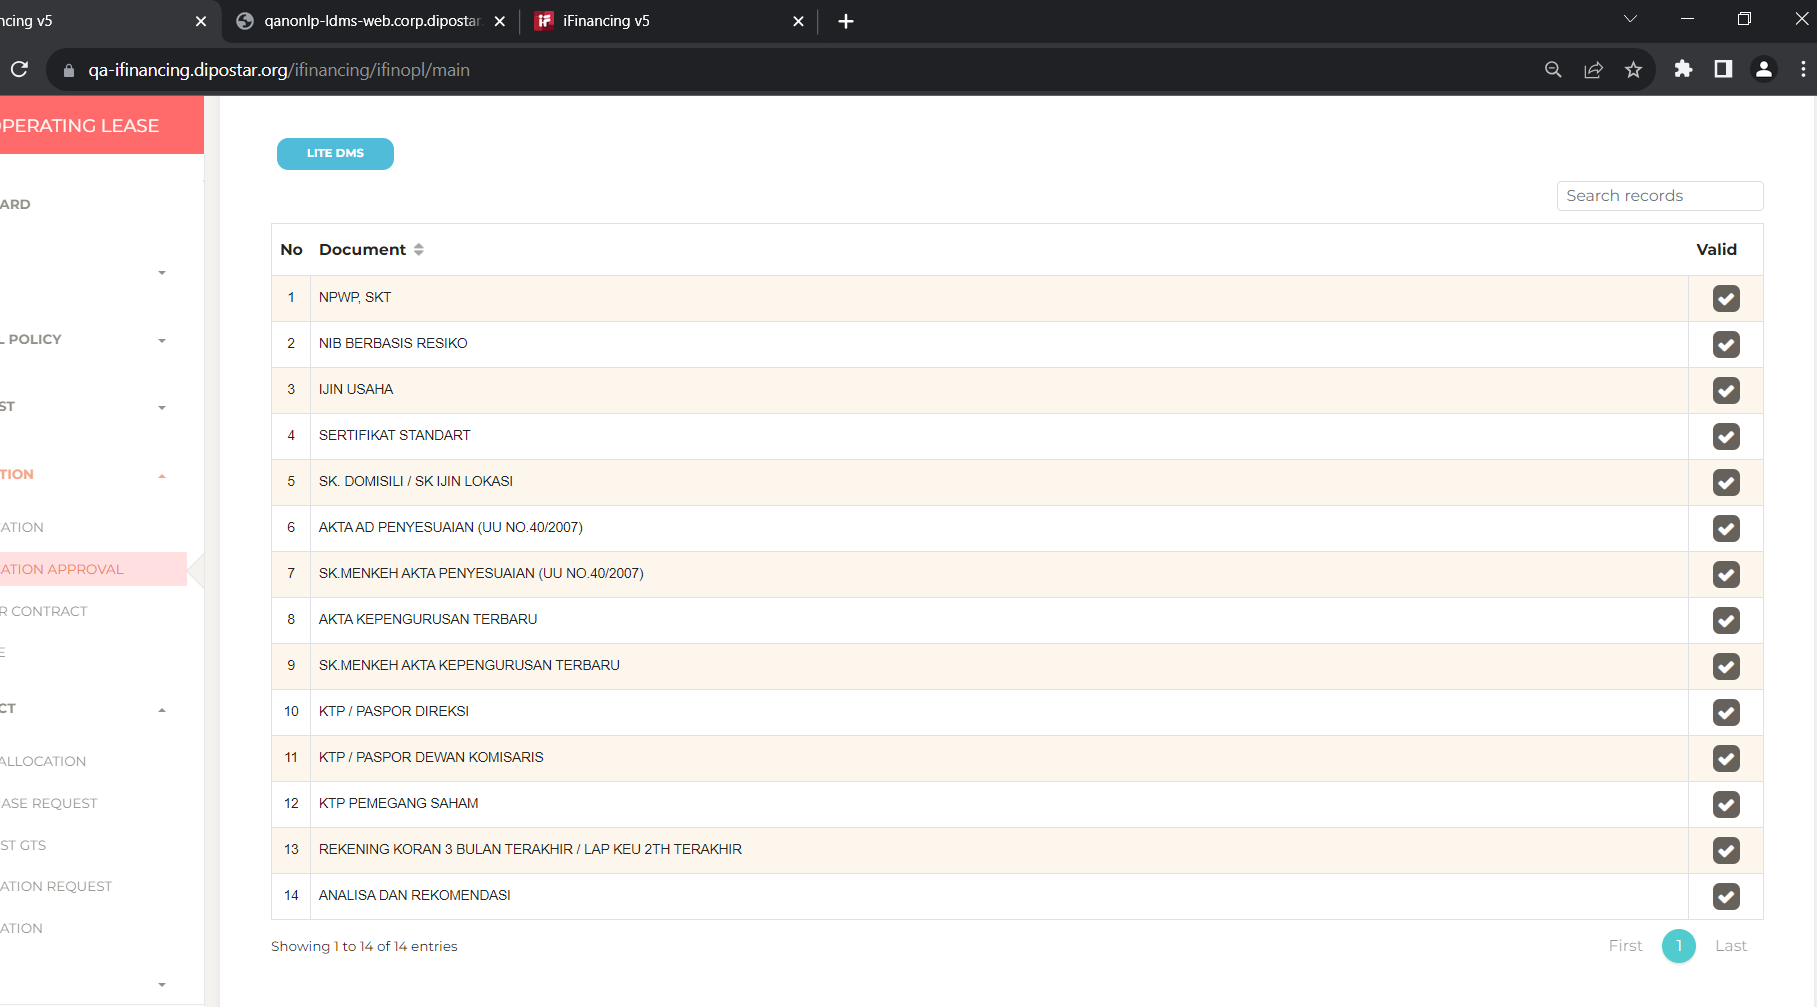 ncing v5
qanonlp-ldms-web.corp.dipostar
iFinancing v5
qa-ifinancing.dipostar.org/ifinancing/ifinopl/main
PERATING LEASE
ARD
L POLICY
ST
TION
ATION
ATION APPROVAL
R CONTRACT
E
CT
ALLOCATION
ASE REQUEST
ST GTS
ATION REQUEST
ATION
LITE DMS
Search records
No Document Valid
1 NPWP, SKT
2 NIB BERBASIS RESIKO
3 IJIN USAHA
4 SERTIFIKAT STANDART
5 SK. DOMISILI / SK IJIN LOKASI
6 AKTA AD PENYESUAIAN (UU NO.40/2007)
7 SK.MENKEH AKTA PENYESUAIAN (UU NO.40/2007)
8 AKTA KEPENGURUSAN TERBARU
9 SK.MENKEH AKTA KEPENGURUSAN TERBARU
10 KTP / PASPOR DIREKSI
11 KTP / PASPOR DEWAN KOMISARIS
12 KTP PEMEGANG SAHAM
13 REKENING KORAN 3 BULAN TERAKHIR / LAP KEU 2TH TERAKHIR
14 ANALISA DAN REKOMENDASI
Showing 1 to 14 of 14 entries
First 1 Last